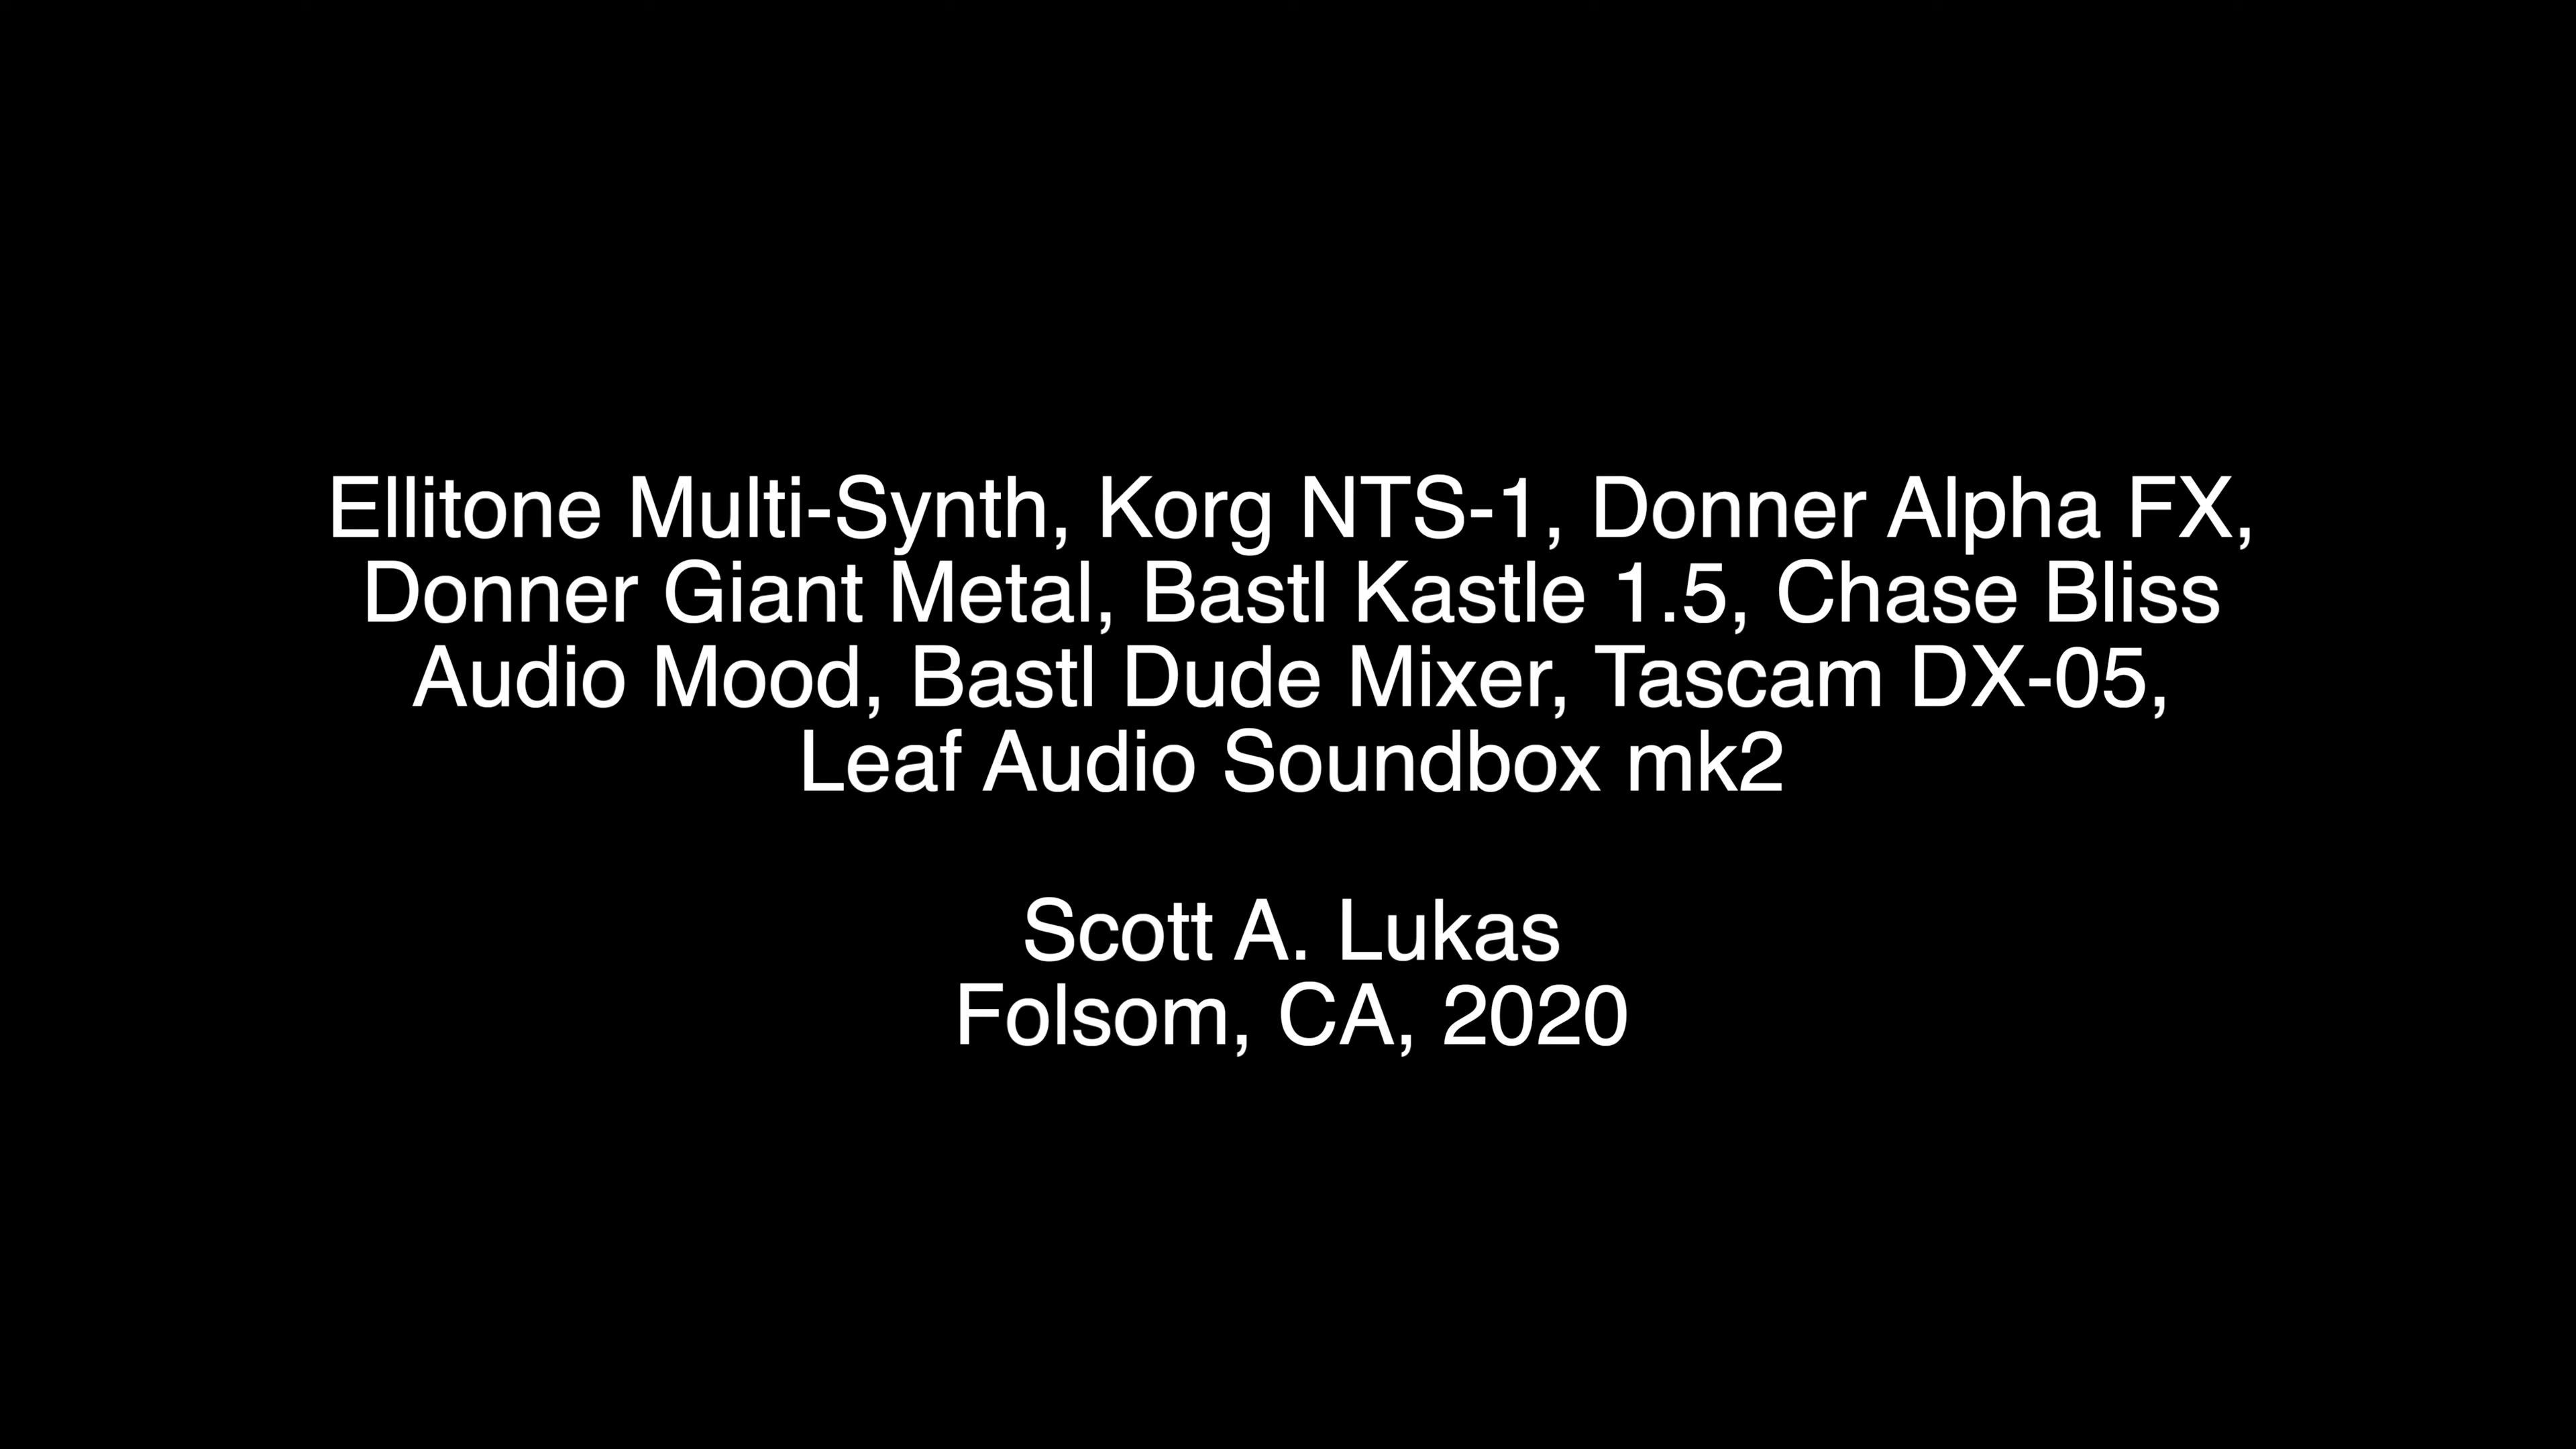 Ellitone Multi-Synth, Korg NTS-1, Donner Alpha FX,
Donner Giant Metal, Bastl Kastle 1.5, Chase Bliss
Audio Mood, Bastl Dude Mixer, Tascam DX-05,
Leaf Audio Soundbox mk2
Scott A. Lukas
Folsom, CA, 2020